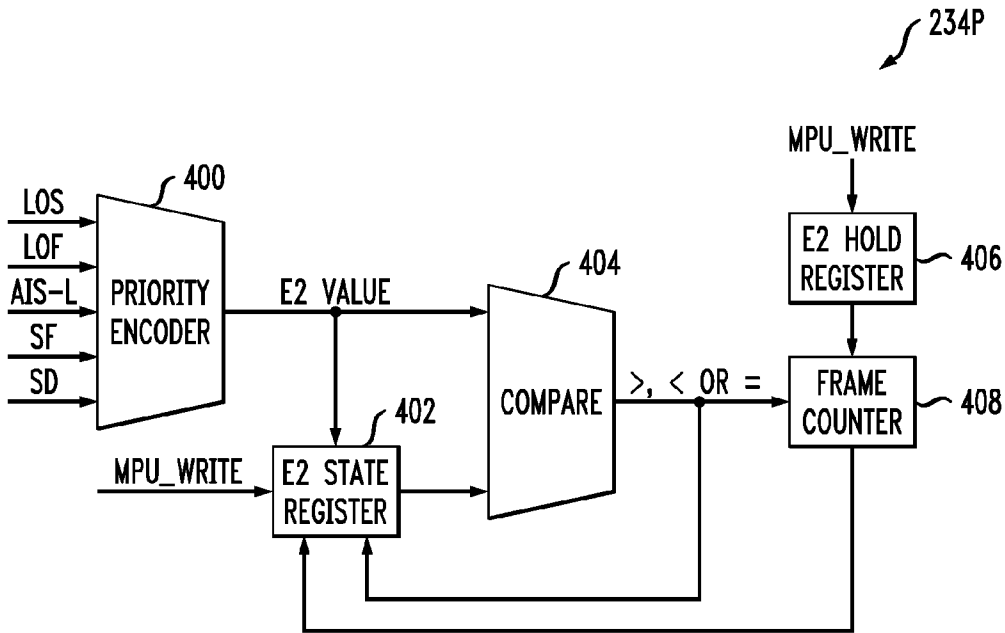 234P
MPU_WRITE
400
LOS
LOF
AIS-L
SF
SD
PRIORITY
ENCODER
E2 VALUE
404
E2 HOLD
REGISTER
406
COMPARE
>, < OR =
FRAME
COUNTER
408
402
MPU_WRITE
E2 STATE
REGISTER